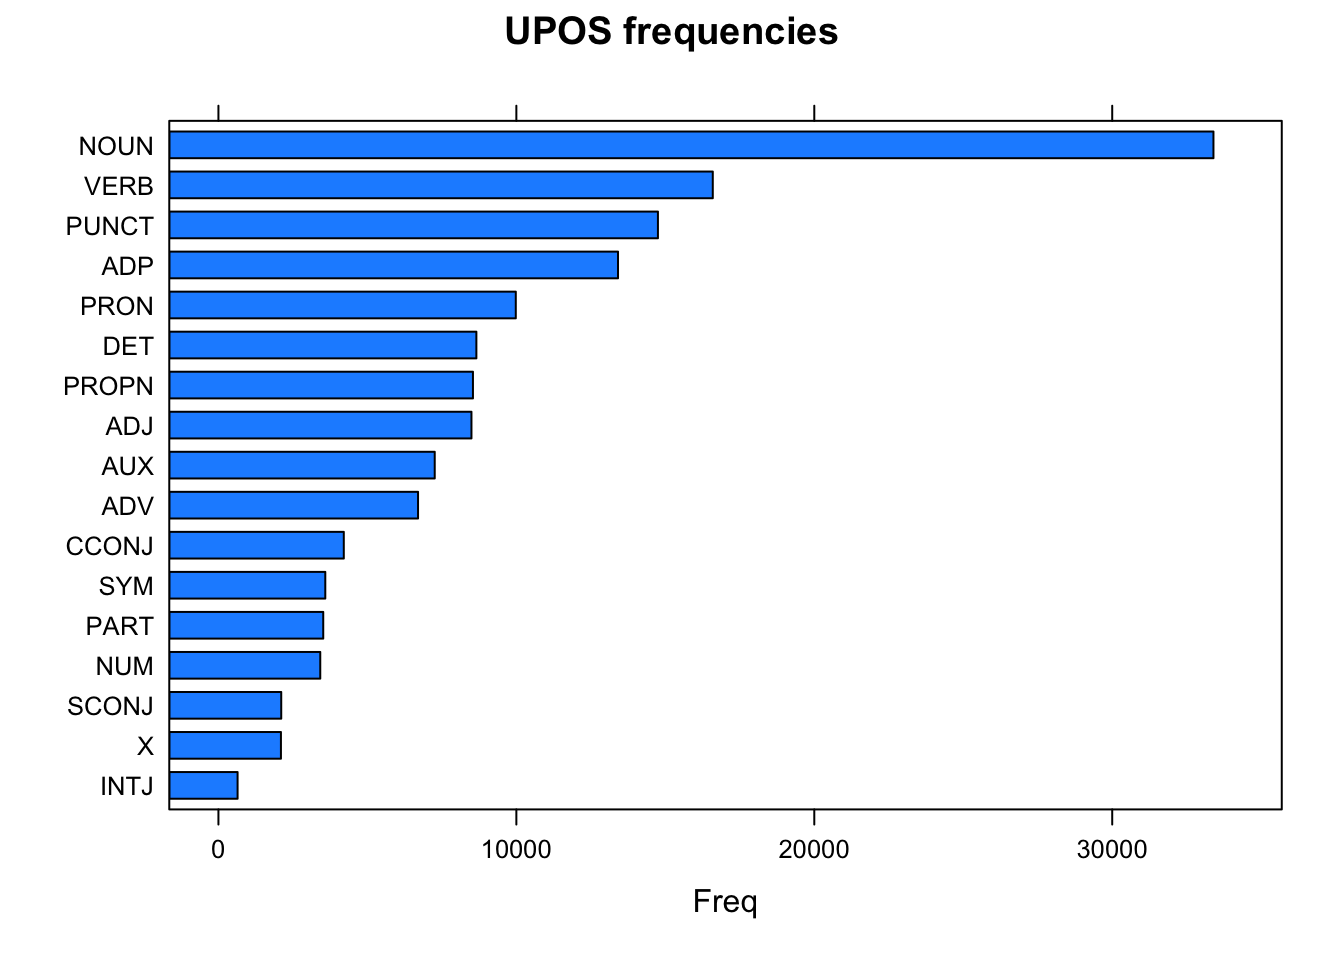 UPOS frequencies
NOUN
VERB
PUNCT
ADP
PRON
DET
PROPN
ADJ
AUX
ADV
CCONJ
SYM
PART
NUM
SCONJ
X
INTJ
0 10000 20000 30000
Freq